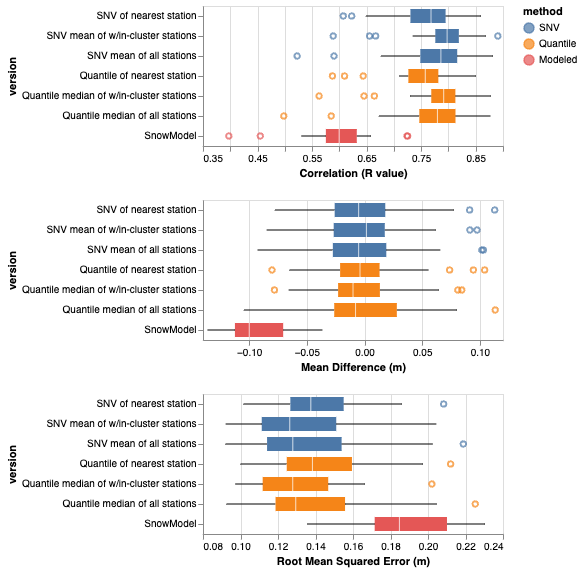 method
SNV
Quantile
Modeled
version
SNV of nearest station
SNV mean of w/in-cluster stations
SNV mean of all stations
Quantile of nearest station
Quantile mean of w/in-cluster stations
Quantile median of all stations
SnowModel
0.35 0.45 0.55 0.65 0.75 0.85
Correlation (R value)
version
SNV of nearest station
SNV mean of w/in-cluster stations
SNV mean of all stations
Quantile of nearest station
Quantile median of w/in-cluster stations
Quantile median of all stations
SnowModel
−0.10 −0.05 0.00 0.05 0.10
Mean Difference (m)
version
SNV of nearest station
SNV mean of w/in-cluster stations
SNV mean of all stations
Quantile of nearest station
Quantile median of w/in-cluster stations
Quantile median of all stations
SnowModel
0.08 0.10 0.12 0.14 0.16 0.18 0.20 0.22 0.24
Root Mean Squared Error (m)